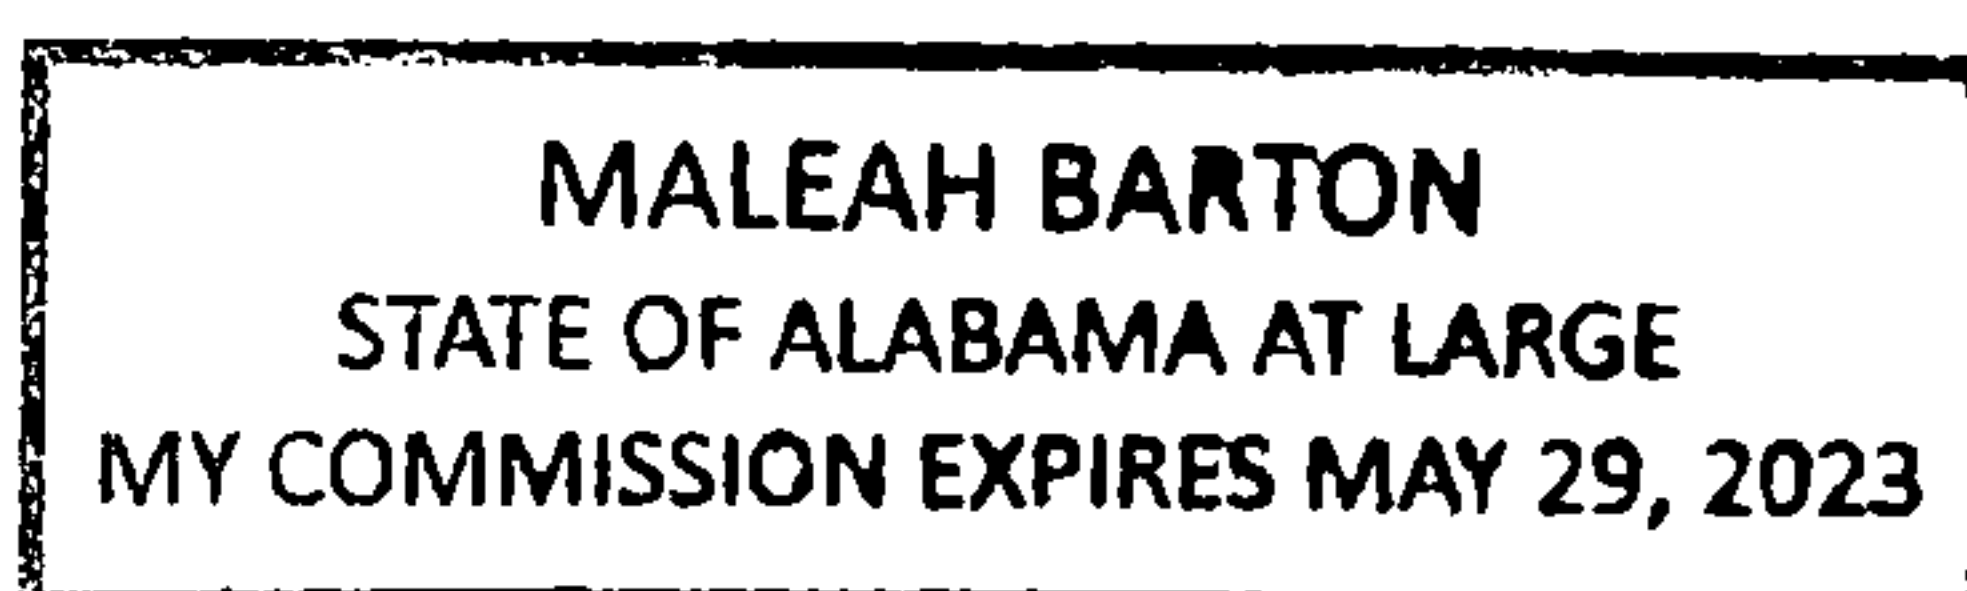 MALEAH BARTON
STATE OF ALABAMA AT LARGE
MY COMMISSION EXPIRES MAY 29, 2023